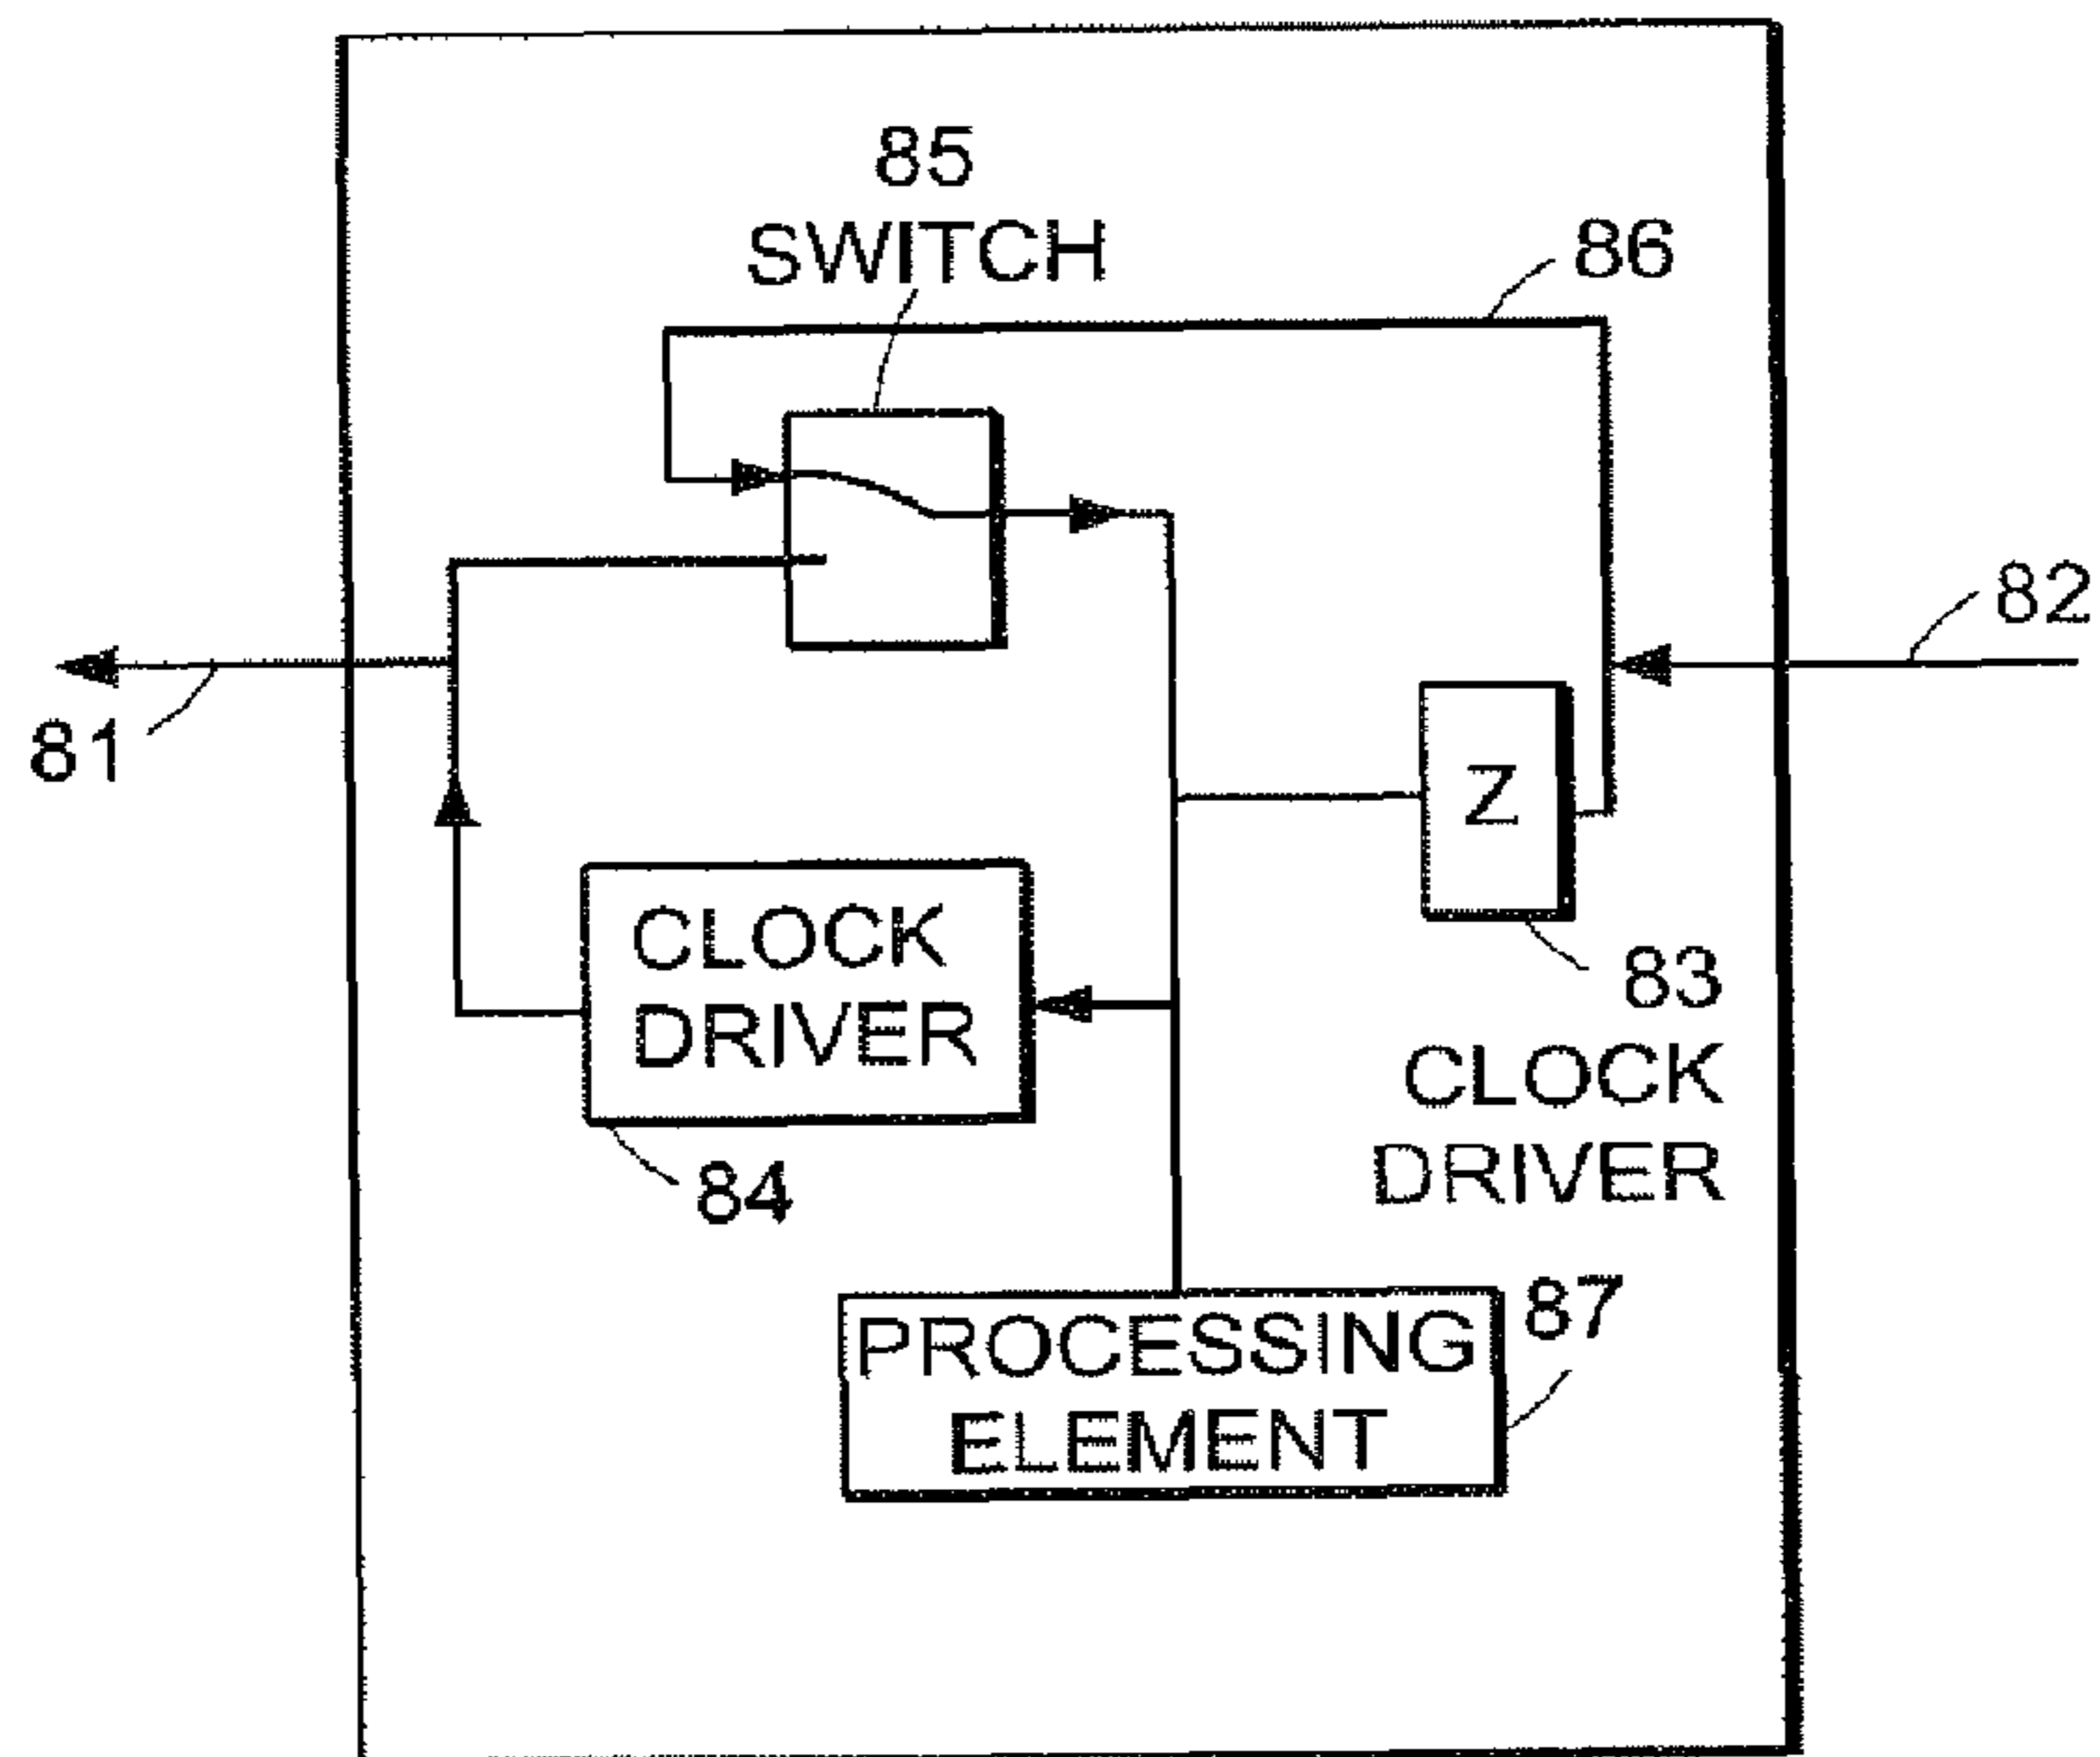 85
SWITCH
86
82
81
Z
CLOCK
DRIVER
83
CLOCK
DRIVER
84
87
PROCESSING
ELEMENT